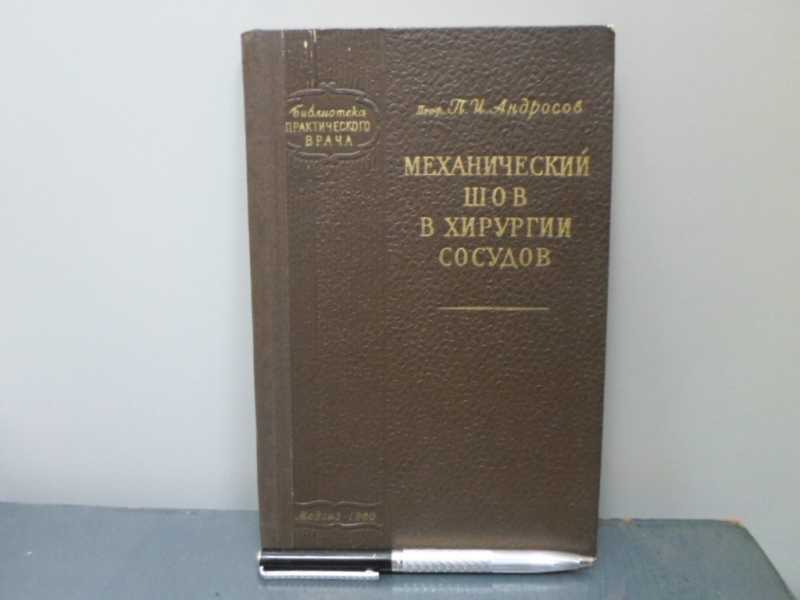 Библиотека
ПРАКТИЧЕСКОГО
ВРАЧА
Проф. П. И. Андросов
МЕХАНИЧЕСКИЙ
ШОВ
В ХИРУРГИИ
СОСУДОВ
Медгиз - 1960